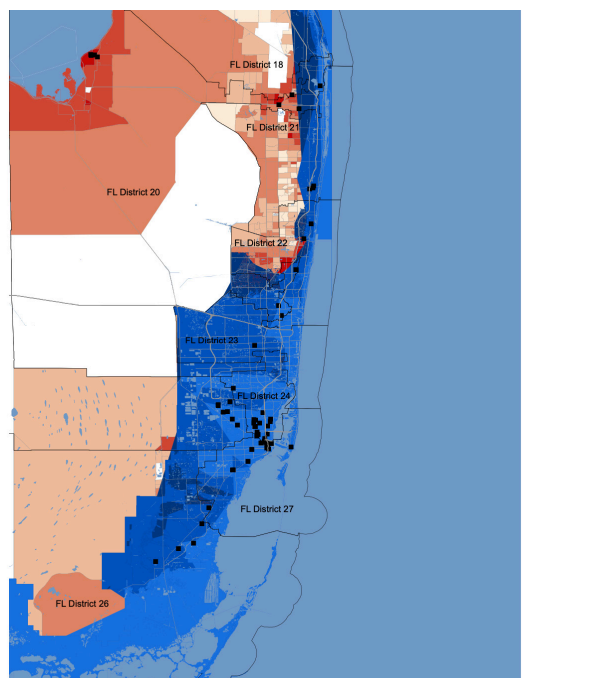 FL District 18
FL District 21
FL District 20
FL District 22
FL District 23
FL District 24
FL District 27
FL District 26